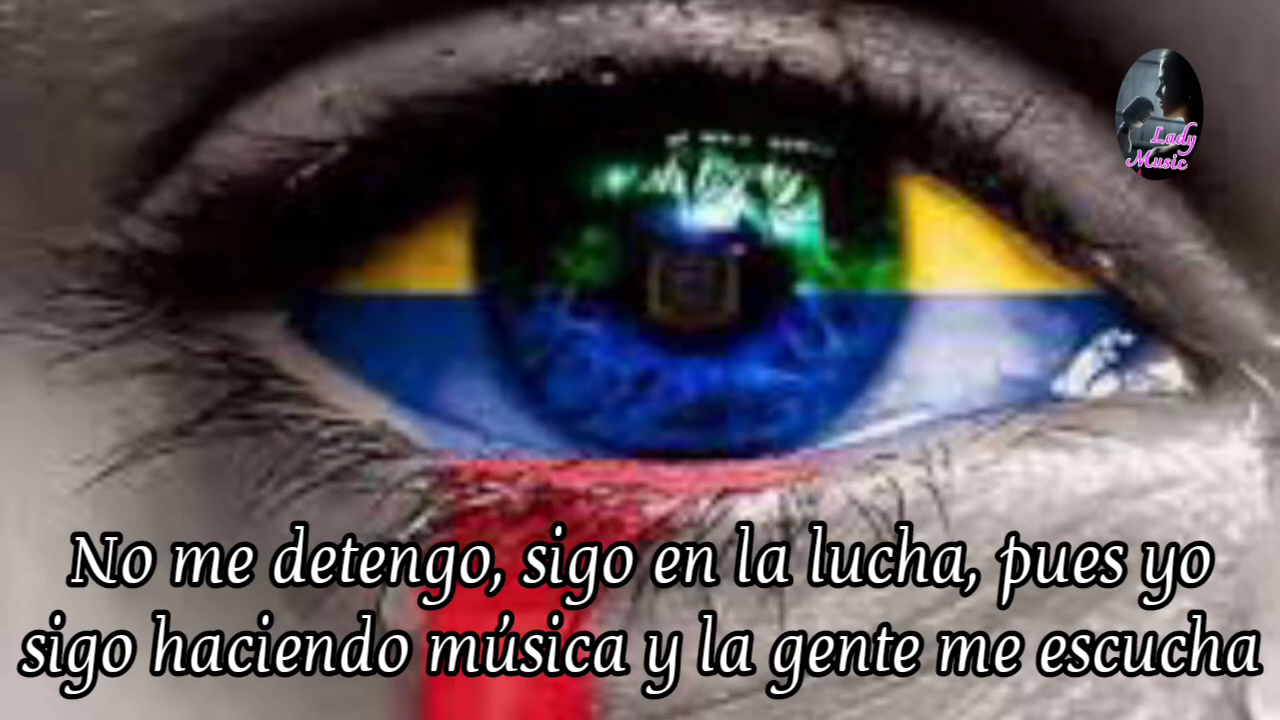 Lady
Music
No me detengo, sigo en la lucha, pues yo
sigo haciendo música y la gente me escucha